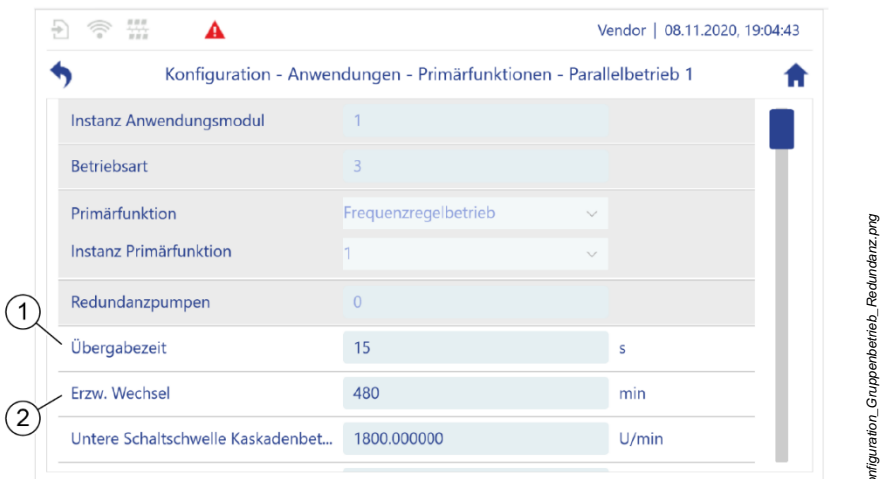 Vendor | 08.11.2020, 19:04:43
Konfiguration - Anwendungen - Primärfunktionen - Parallelbetrieb 1
Instanz Anwendungsmodul 1
Betriebsart 3
Primärfunktion Frequenzregelbetrieb
Instanz Primärfunktion 1
Redundanzpumpen 0
1
Übergabezeit 15 s
Erzw. Wechsel 480 min
2
Untere Schaltschwelle Kaskadenbet... 1800.000000 U/min
nfiguration_Gruppenbetrieb_Redundanz.png